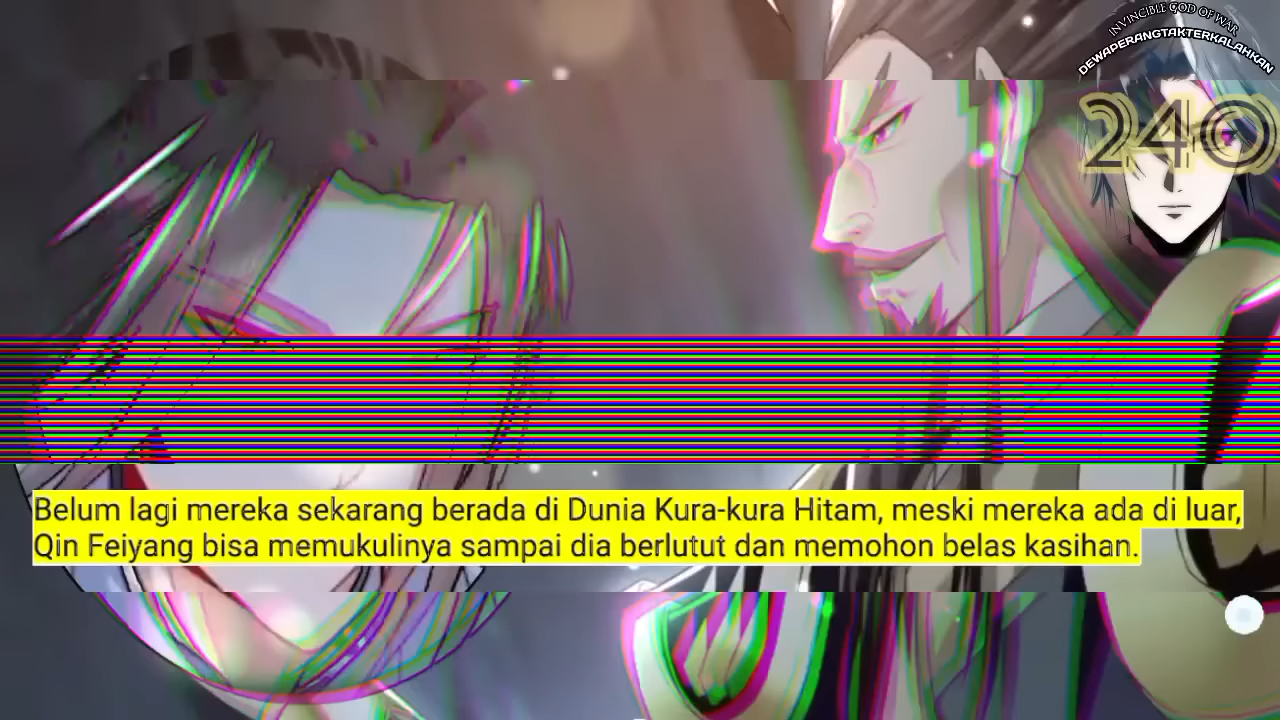 INVINCIBLE GOD OF WAR
DEWAPERANGTAKTERKALAHKAN
240
Belum lagi mereka sekarang berada di Dunia Kura-kura Hitam, meski mereka ada di luar,
Qin Feiyang bisa memukulinya sampai dia berlutut dan memohon belas kasihan.